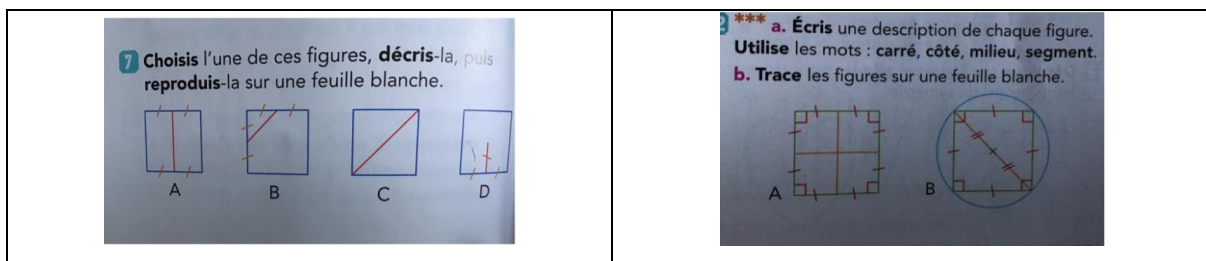 7 Choisis l'une de ces figures, décris-la, puis
reproduis-la sur une feuille blanche.
A B C D
*** a. Écris une description de chaque figure.
Utilise les mots : carré, côté, milieu, segment.
b. Trace les figures sur une feuille blanche.
A B